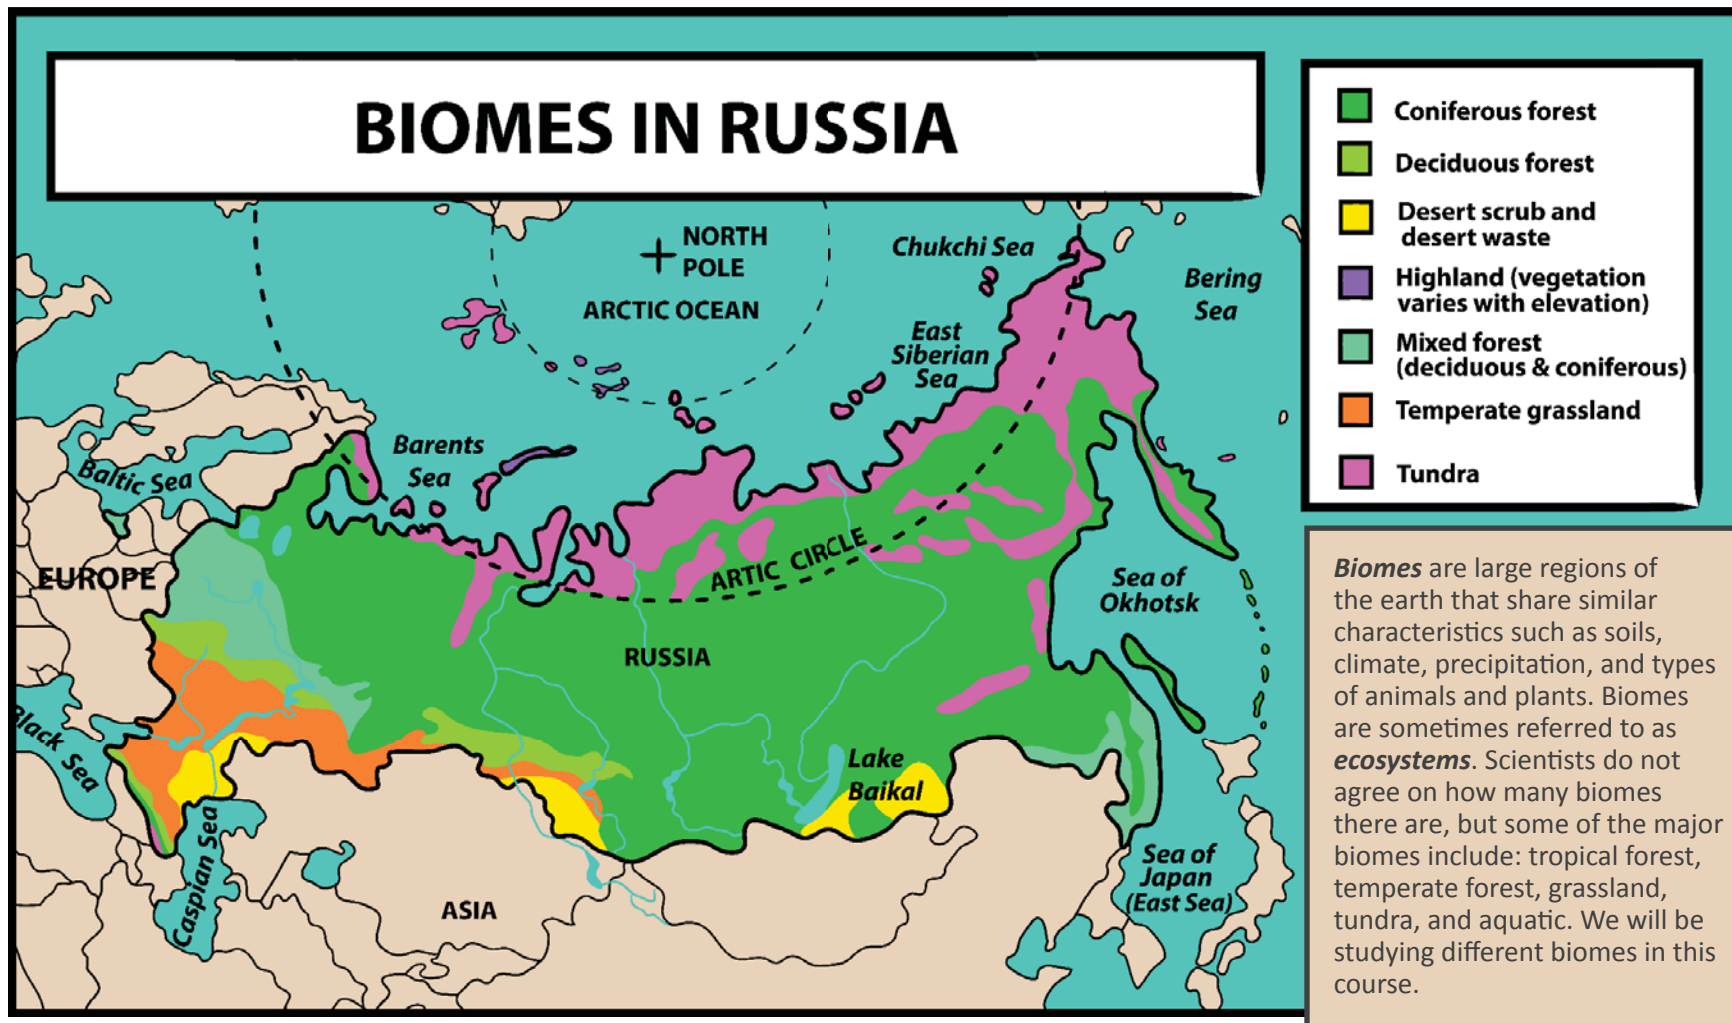 BIOMES IN RUSSIA
Coniferous forest
Deciduous forest
Desert scrub and
desert waste
Highland (vegetation
varies with elevation)
Mixed forest
(deciduous & coniferous)
Temperate grassland
Tundra
NORTH
POLE
ARCTIC OCEAN
Chukchi Sea
Bering
Sea
East
Siberian
Sea
Barents
Sea
Baltic Sea
EUROPE
ARTIC CIRCLE
Sea of
Okhotsk
RUSSIA
Black Sea
Lake
Baikal
Caspian Sea
ASIA
Sea of
Japan
(East Sea)
Biomes are large regions of
the earth that share similar
characteristics such as soils,
climate, precipitation, and types
of animals and plants. Biomes
are sometimes referred to as
ecosystems. Scientists do not
agree on how many biomes
there are, but some of the major
biomes include: tropical forest,
temperate forest, grassland,
tundra, and aquatic. We will be
studying different biomes in this
course.